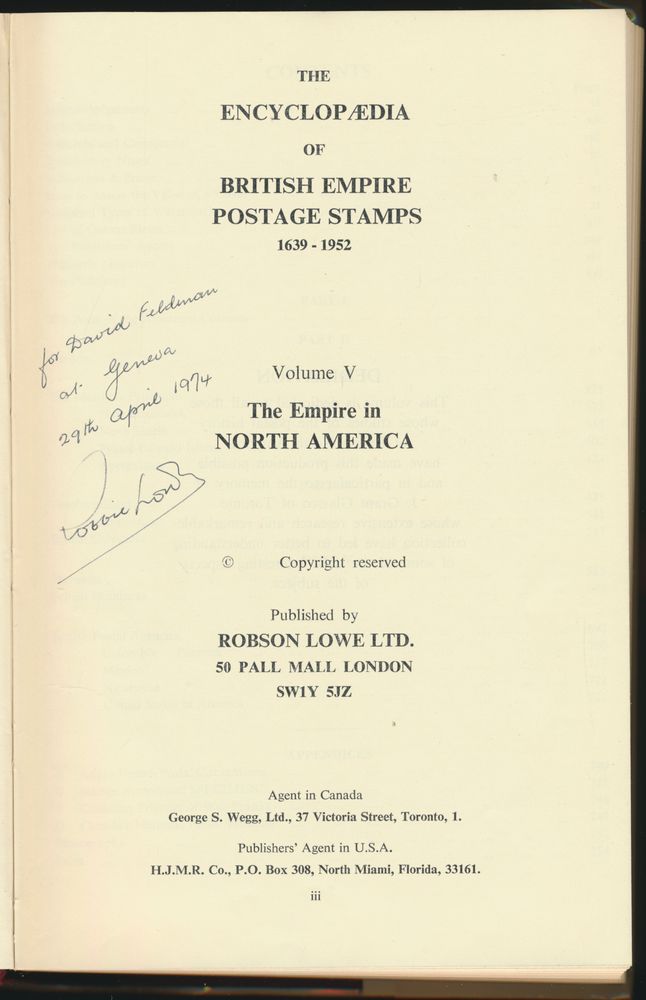 THE
ENCYCLOPÆDIA
OF
BRITISH EMPIRE
POSTAGE STAMPS
1639 - 1952
for David Feldman
at Geneva
29th april 1974
Robbie Lowe
Volume V
The Empire in
NORTH AMERICA
© Copyright reserved
Published by
ROBSON LOWE LTD.
50 PALL MALL LONDON
SW1Y 5JZ
Agent in Canada
George S. Wegg, Ltd., 37 Victoria Street, Toronto, 1.
Publishers' Agent in U.S.A.
H.J.M.R. Co., P.O. Box 308, North Miami, Florida, 33161.
iii